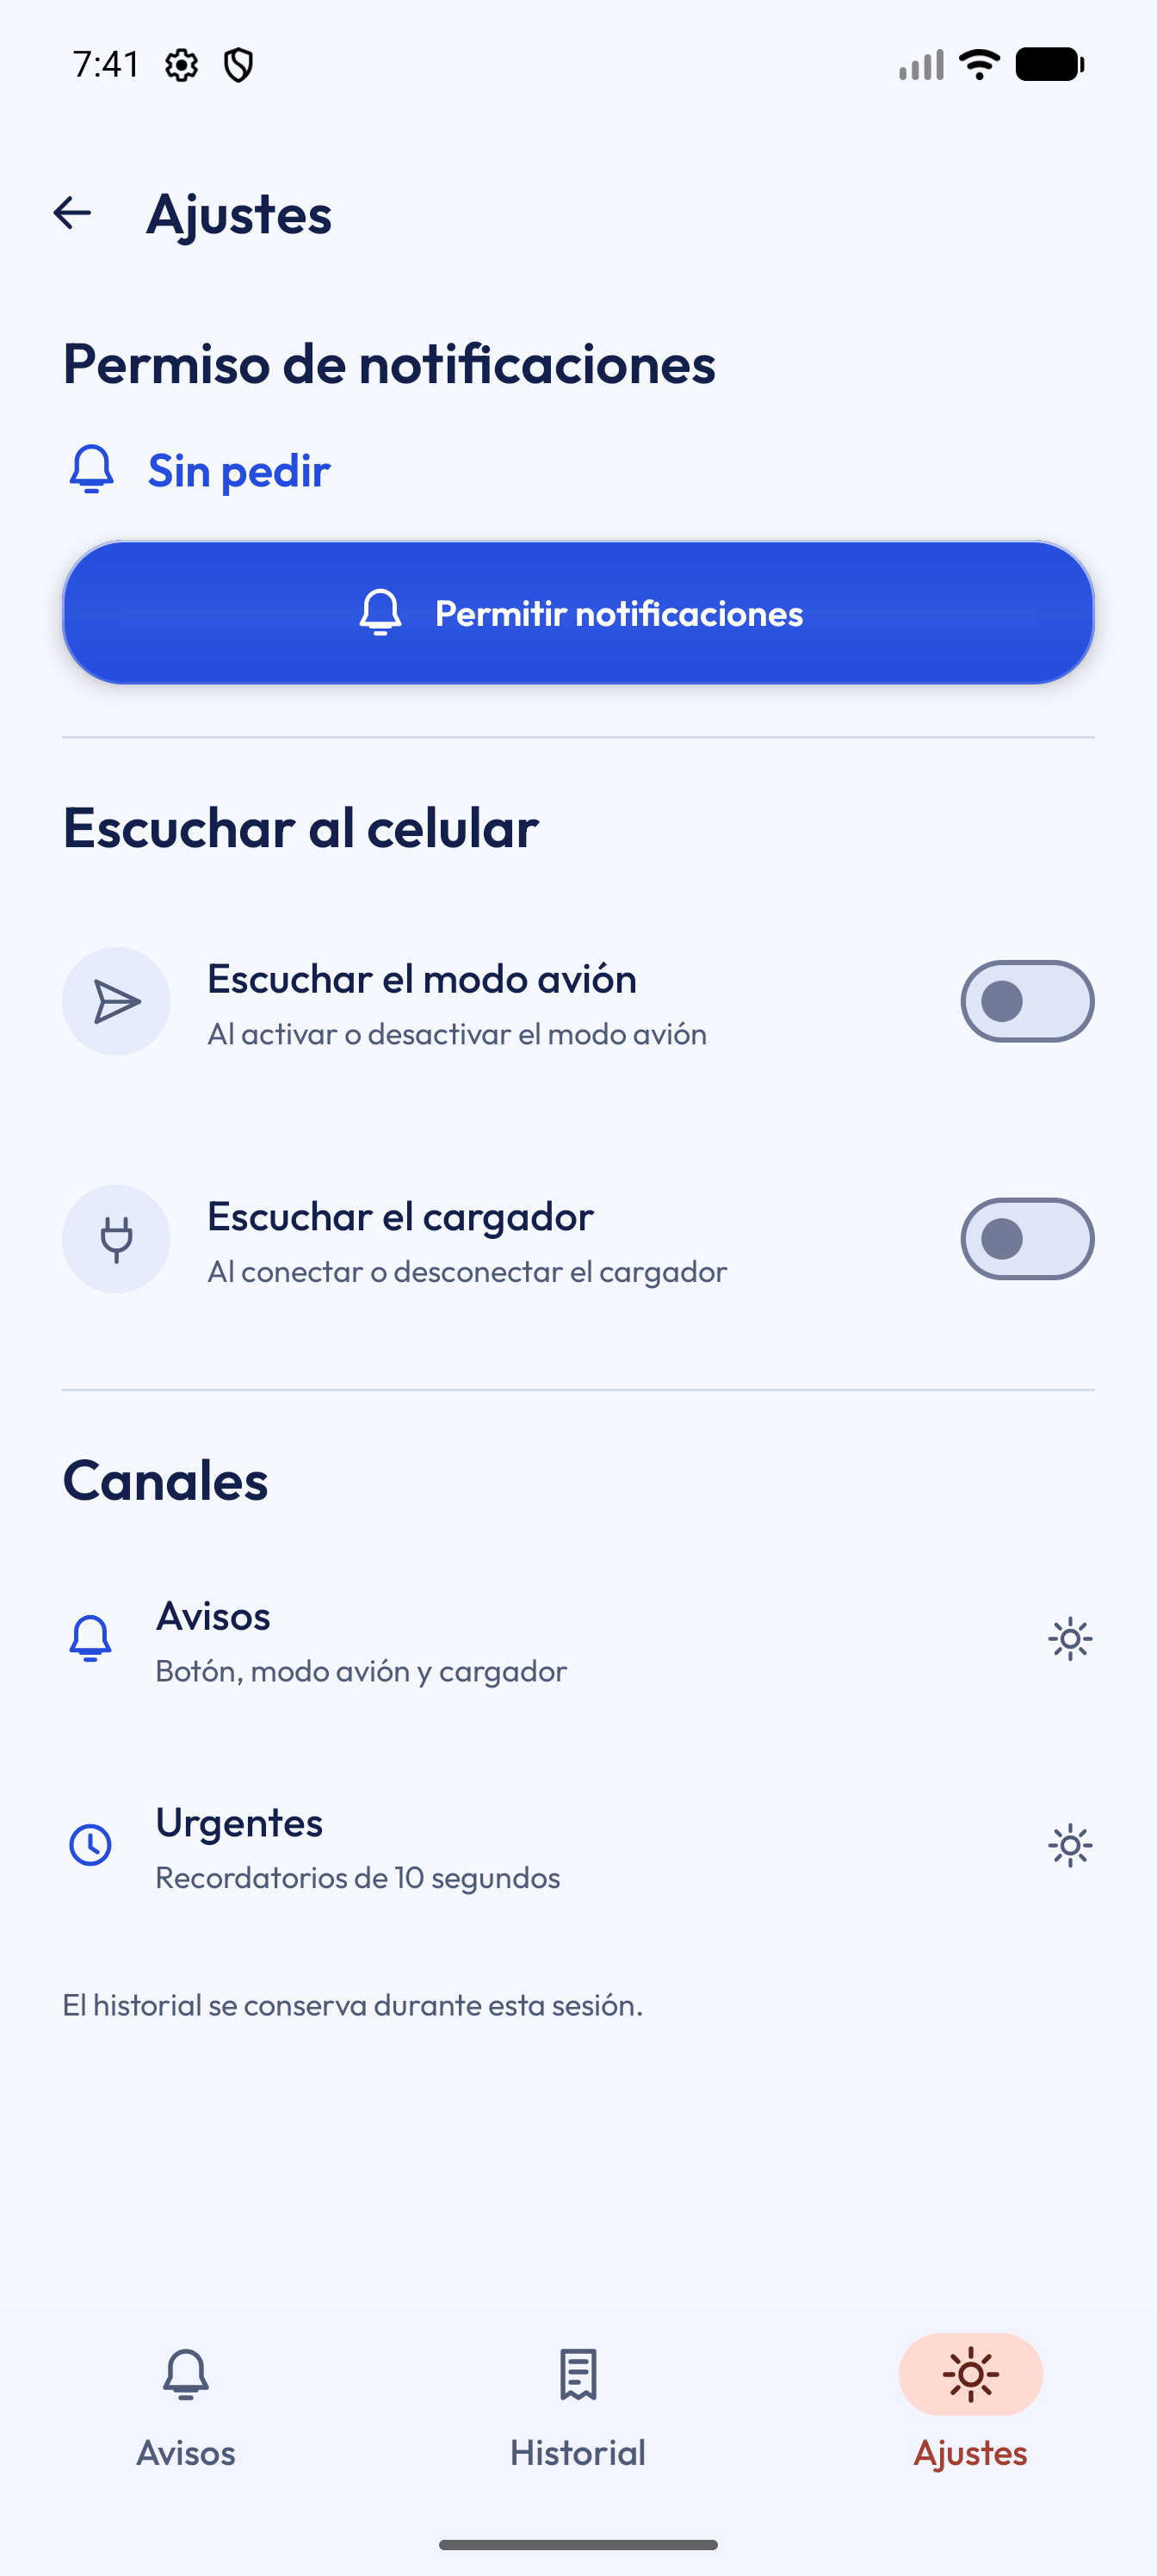 7:41
Ajustes
Permiso de notificaciones
Sin pedir
Permitir notificaciones
Escuchar al celular
Escuchar el modo avión
Al activar o desactivar el modo avión
Escuchar el cargador
Al conectar o desconectar el cargador
Canales
Avisos
Botón, modo avión y cargador
Urgentes
Recordatorios de 10 segundos
El historial se conserva durante esta sesión.
Avisos
Historial
Ajustes